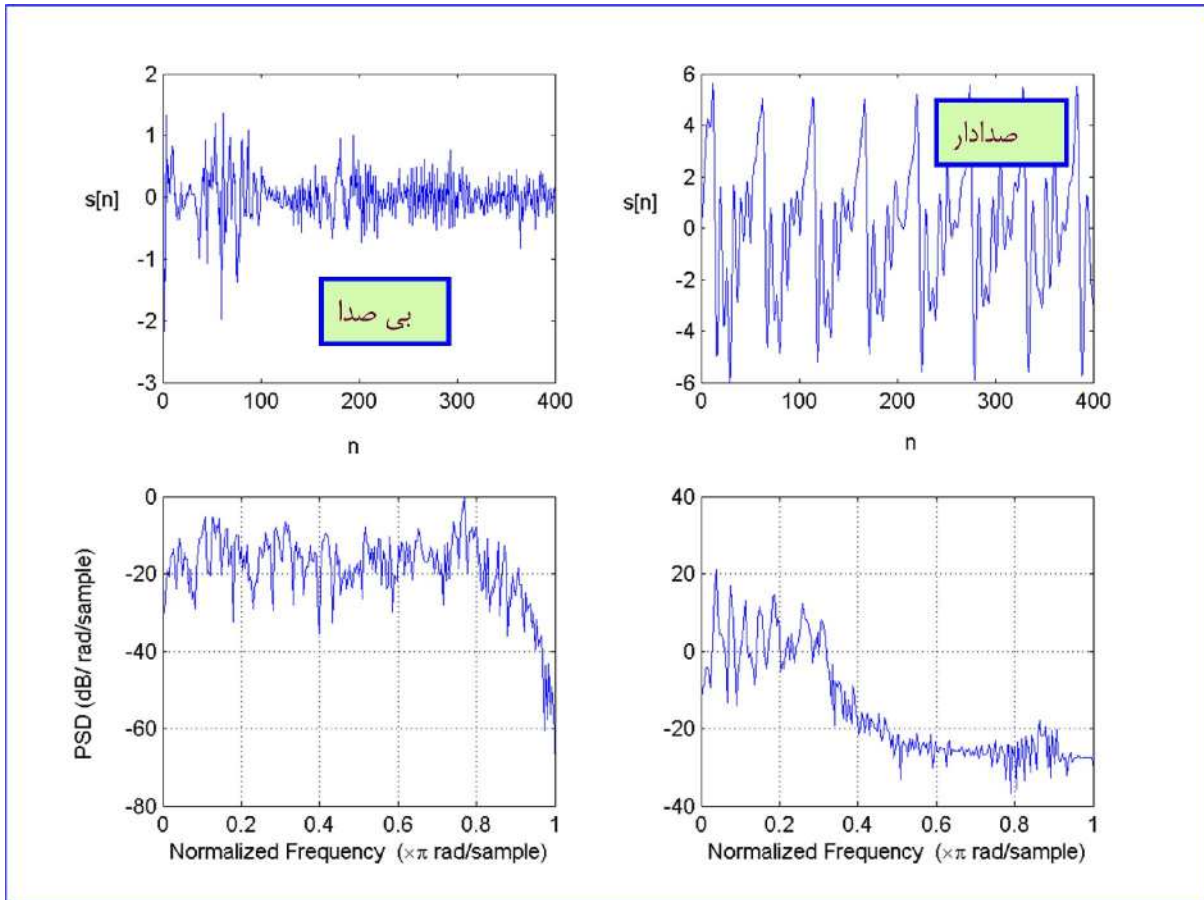 2
1
0
-1
-2
-3
s[n]
بی صدا
0 100 200 300 400
n
6
4
2
0
-2
-4
-6
s[n]
صدادار
0 100 200 300 400
n
0
-20
-40
-60
-80
PSD (dB/ rad/sample)
0 0.2 0.4 0.6 0.8 1
Normalized Frequency (×π rad/sample)
40
20
0
-20
-40
0 0.2 0.4 0.6 0.8 1
Normalized Frequency (×π rad/sample)